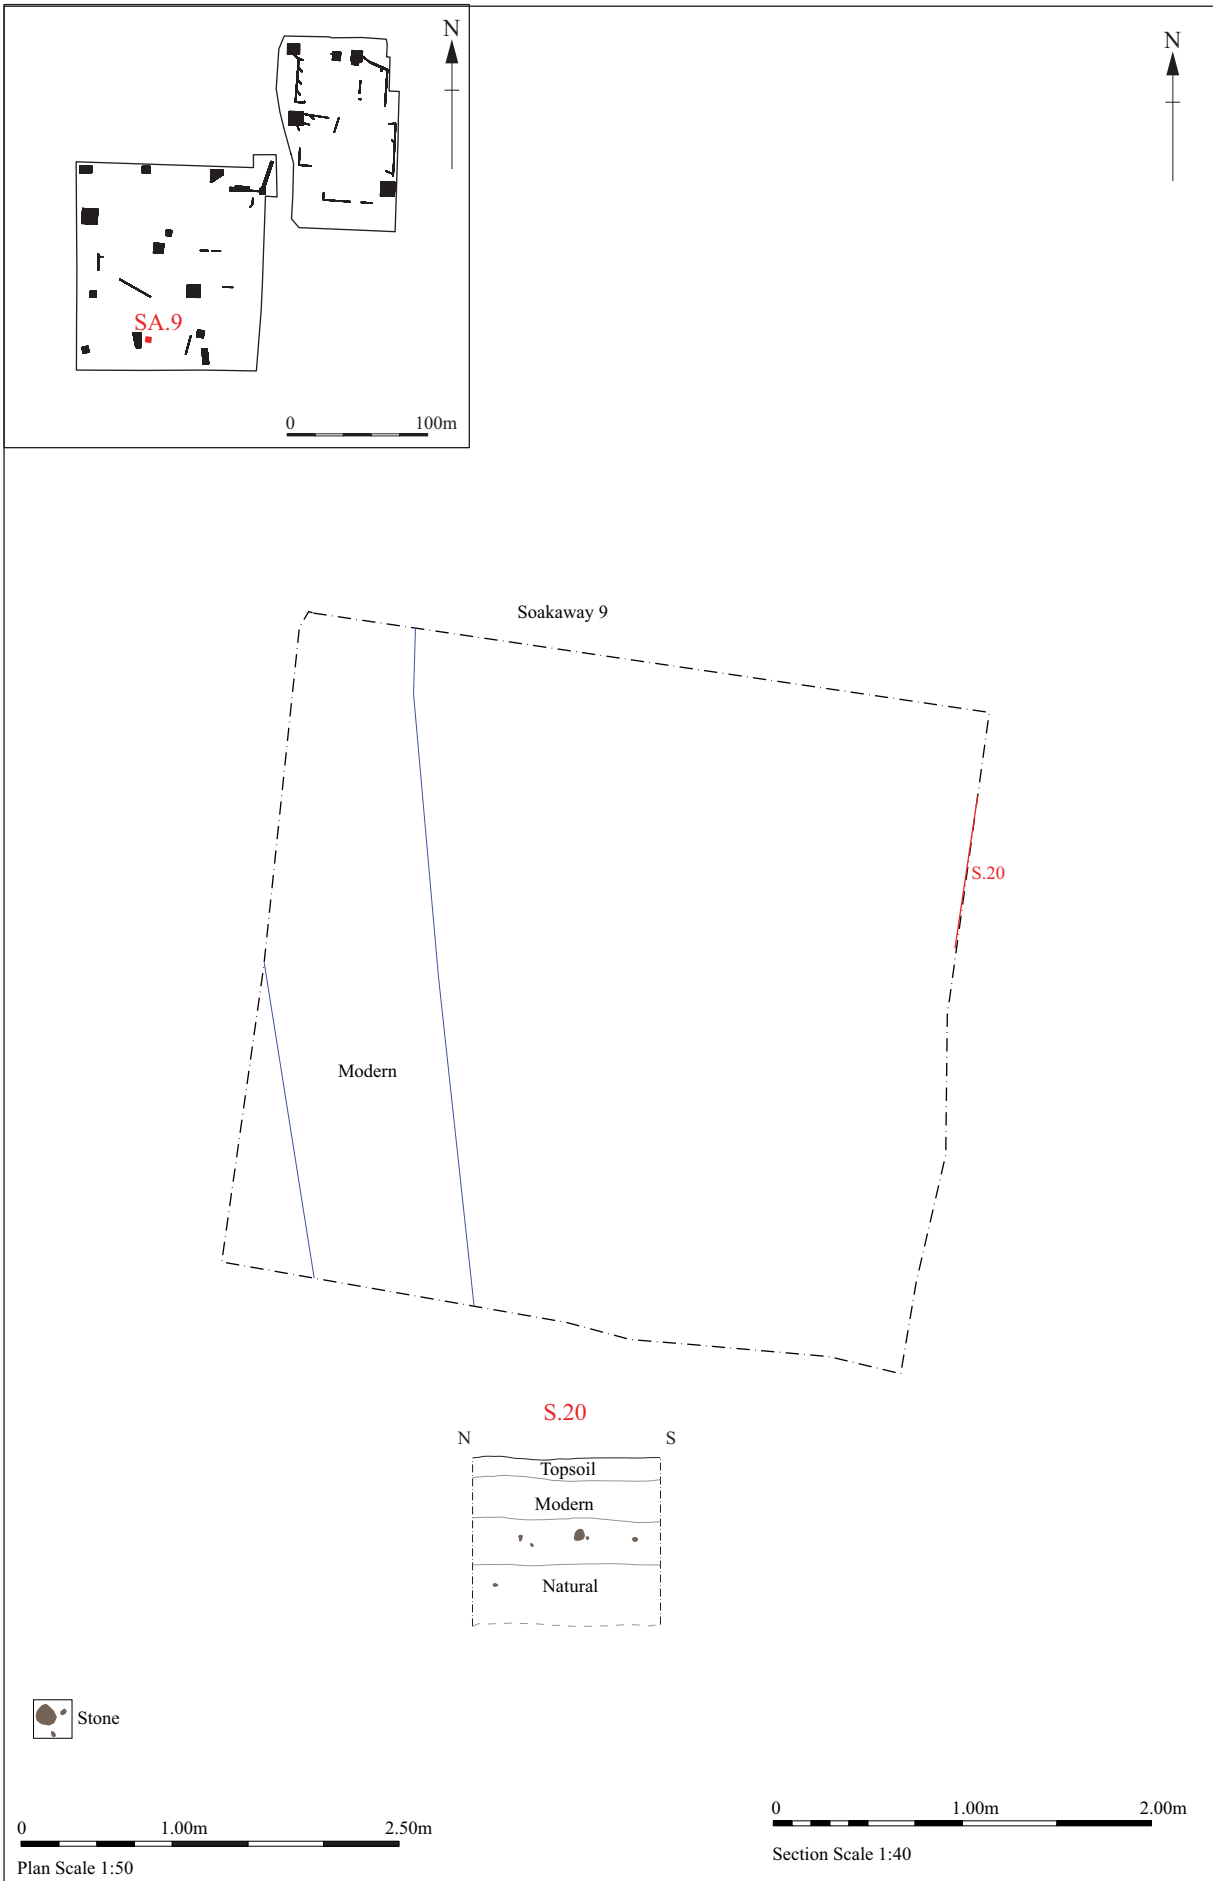 N
N
SA.9
0 100m
Soakaway 9
S.20
Modern
S.20
N S
Topsoil
Modern
Natural
Stone
0 1.00m 2.50m
Plan Scale 1:50
0 1.00m 2.00m
Section Scale 1:40